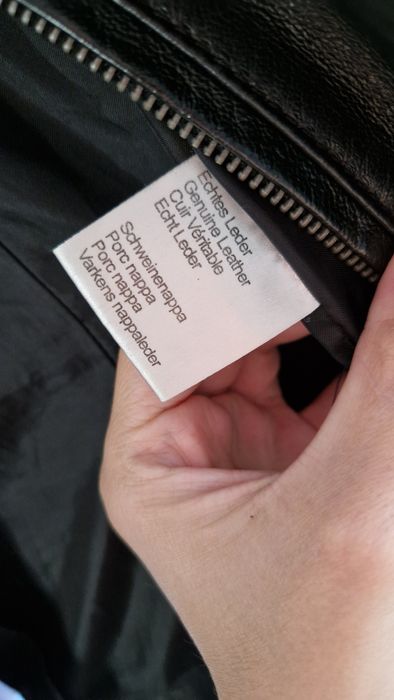 Echtes Leder
Genuine Leather
Cuir Véritable
Echt Leder
Schweinenappa
Porc nappa
Porc nappa
Varkens nappaleder